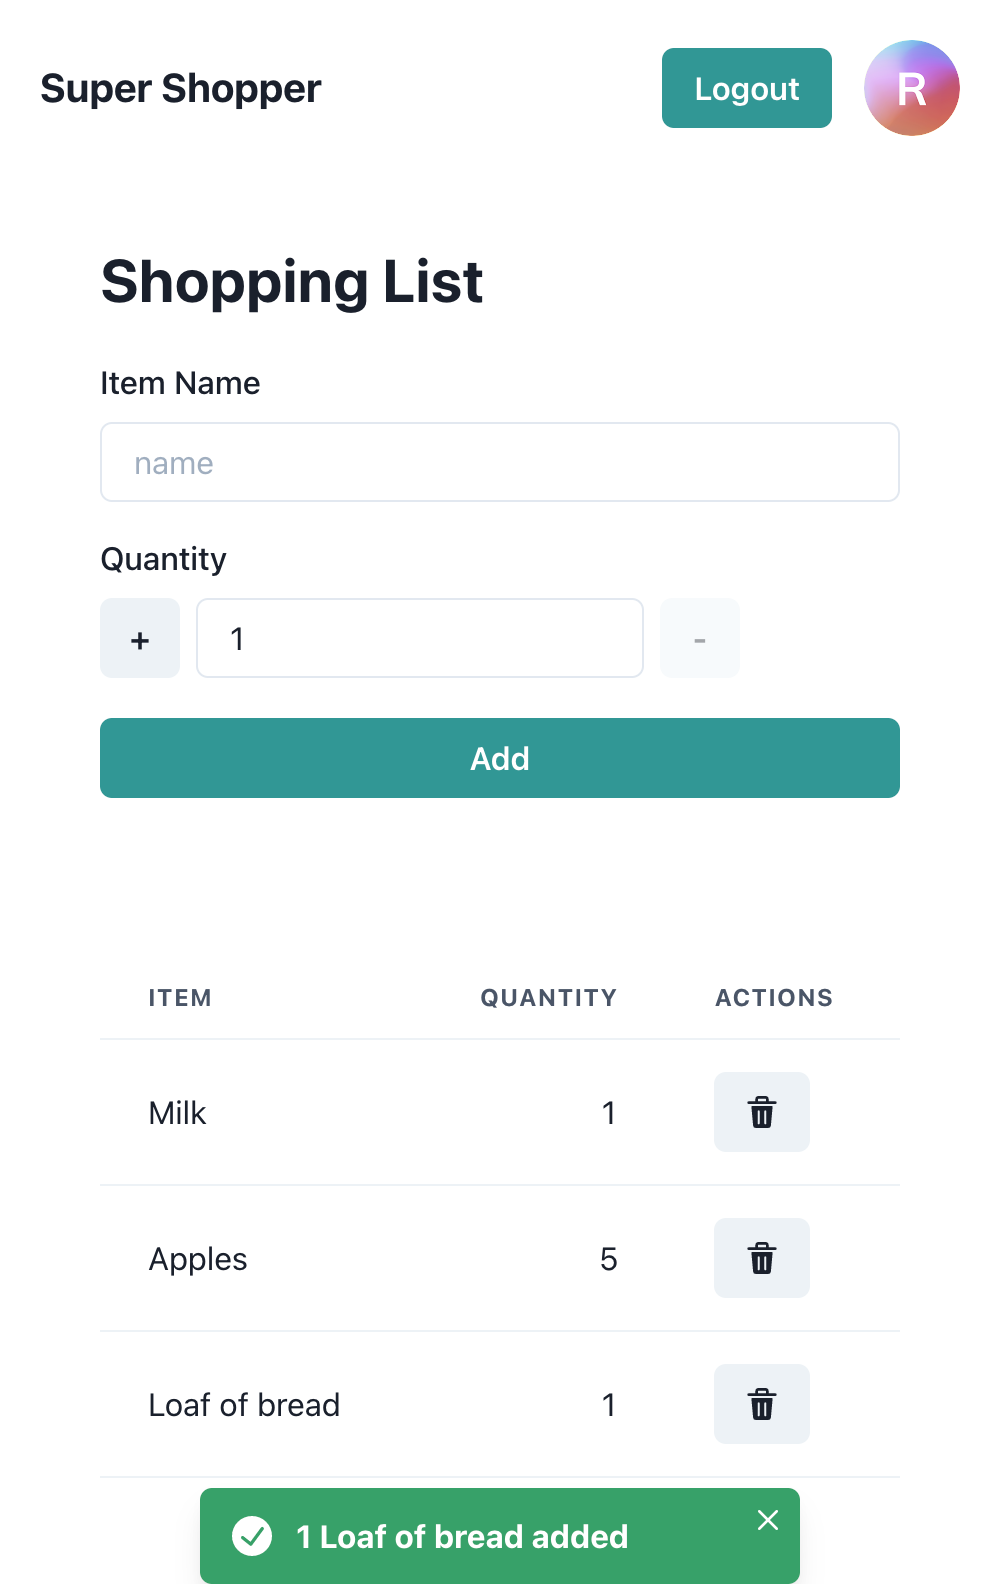 Super Shopper
Logout
R
Shopping List
Item Name
name
Quantity
+ 1 -
Add
ITEM QUANTITY ACTIONS
Milk 1
Apples 5
Loaf of bread 1
1 Loaf of bread added